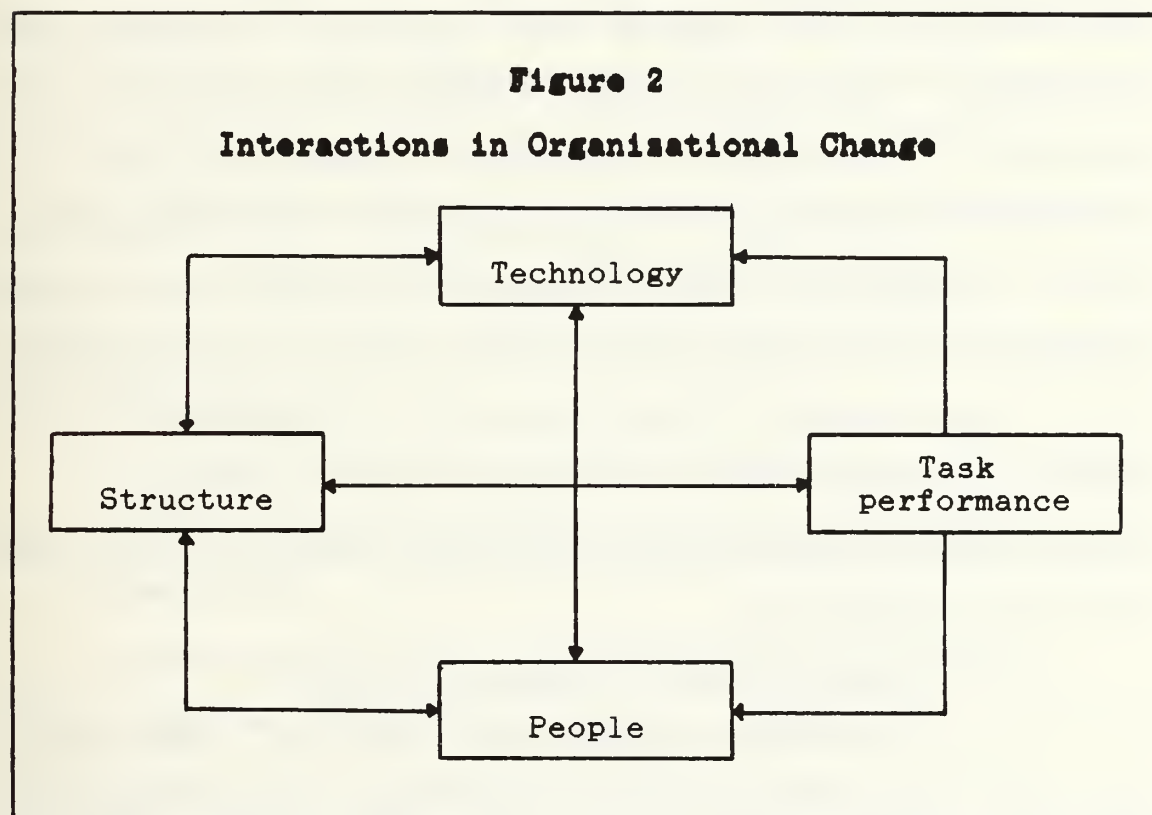 Figure 2
Interactions in Organisational Change
Technology
Structure
Task
performance
People